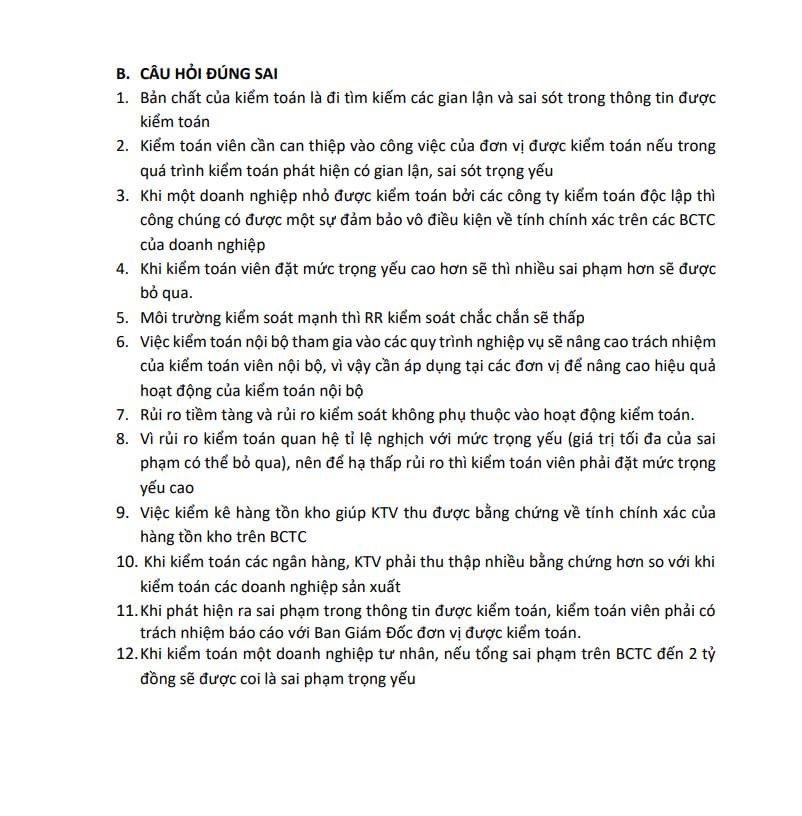 B. CÂU HỎI ĐÚNG SAI
1. Bản chất của kiểm toán là đi tìm kiếm các gian lận và sai sót trong thông tin được
kiểm toán
2. Kiểm toán viên cần can thiệp vào công việc của đơn vị được kiểm toán nếu trong
quá trình kiểm toán phát hiện có gian lận, sai sót trọng yếu
3. Khi một doanh nghiệp nhỏ được kiểm toán bởi các công ty kiểm toán độc lập thì
công chúng có được một sự đảm bảo vô điều kiện về tính chính xác trên các BCTC
của doanh nghiệp
4. Khi kiểm toán viên đặt mức trọng yếu cao hơn sẽ thì nhiều sai phạm hơn sẽ được
bỏ qua.
5. Môi trường kiểm soát mạnh thì RR kiểm soát chắc chắn sẽ thấp
6. Việc kiểm toán nội bộ tham gia vào các quy trình nghiệp vụ sẽ nâng cao trách nhiệm
của kiểm toán viên nội bộ, vì vậy cần áp dụng tại các đơn vị để nâng cao hiệu quả
hoạt động của kiểm toán nội bộ
7. Rủi ro tiềm tàng và rủi ro kiểm soát không phụ thuộc vào hoạt động kiểm toán.
8. Vì rủi ro kiểm toán quan hệ tỉ lệ nghịch với mức trọng yếu (giá trị tối đa của sai
phạm có thể bỏ qua), nên để hạ thấp rủi ro thì kiểm toán viên phải đặt mức trọng
yếu cao
9. Việc kiểm kê hàng tồn kho giúp KTV thu được bằng chứng về tính chính xác của
hàng tồn kho trên BCTC
10. Khi kiểm toán các ngân hàng, KTV phải thu thập nhiều bằng chứng hơn so với khi
kiểm toán các doanh nghiệp sản xuất
11. Khi phát hiện ra sai phạm trong thông tin được kiểm toán, kiểm toán viên phải có
trách nhiệm báo cáo với Ban Giám Đốc đơn vị được kiểm toán.
12. Khi kiểm toán một doanh nghiệp tư nhân, nếu tổng sai phạm trên BCTC đến 2 tỷ
đồng sẽ được coi là sai phạm trọng yếu